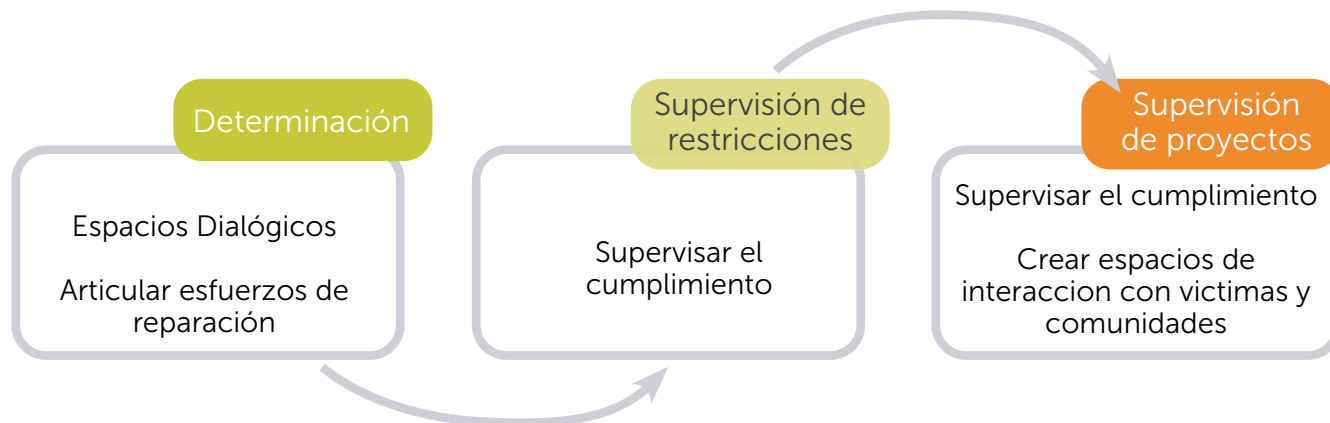 Determinación
Espacios Dialógicos
Articular esfuerzos de
reparación
Supervisión de
restricciones
Supervisar el
cumplimiento
Supervisión
de proyectos
Supervisar el cumplimiento
Crear espacios de
interaccion con victimas y
comunidades